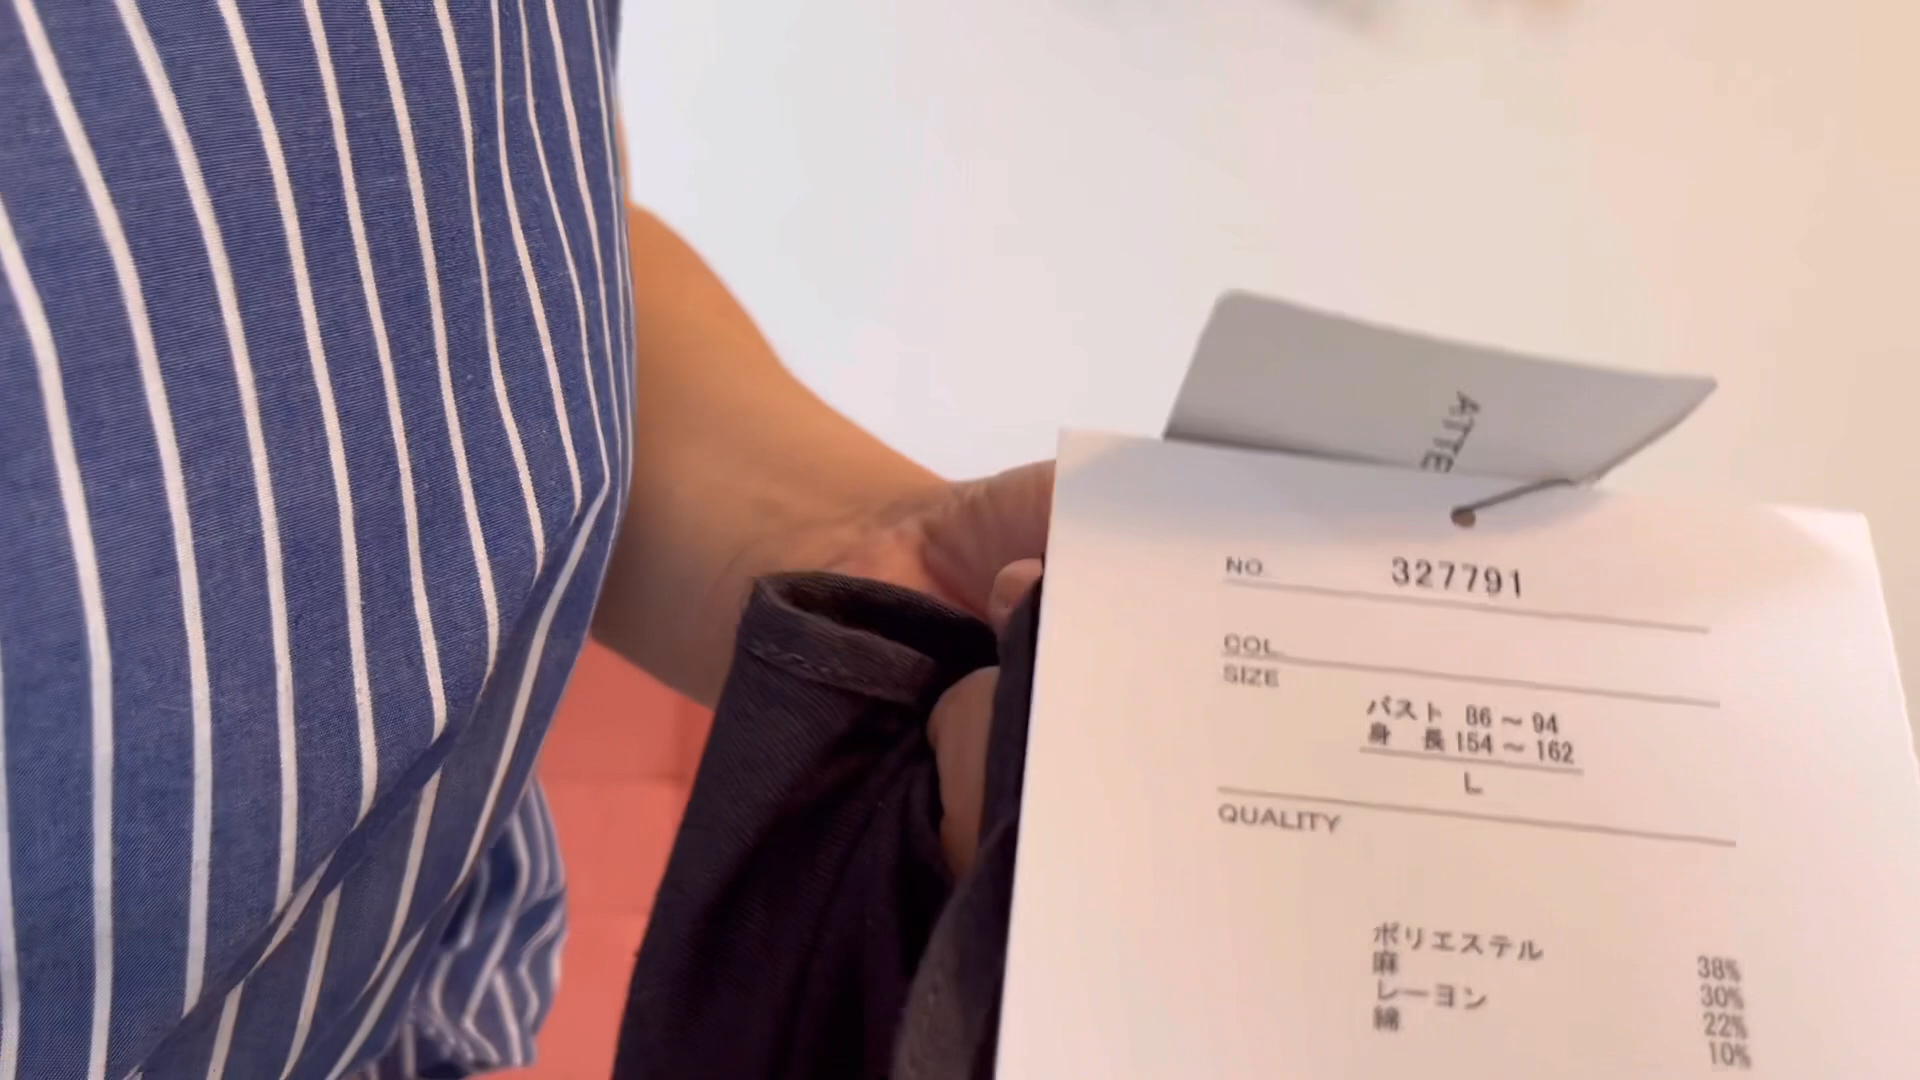 ATTE
NO. 327791
COL.
SIZE
バスト 86 ~ 94
身 長 154 ~ 162
L
QUALITY
ポリエステル 38%
麻 30%
レーヨン 22%
綿 10%